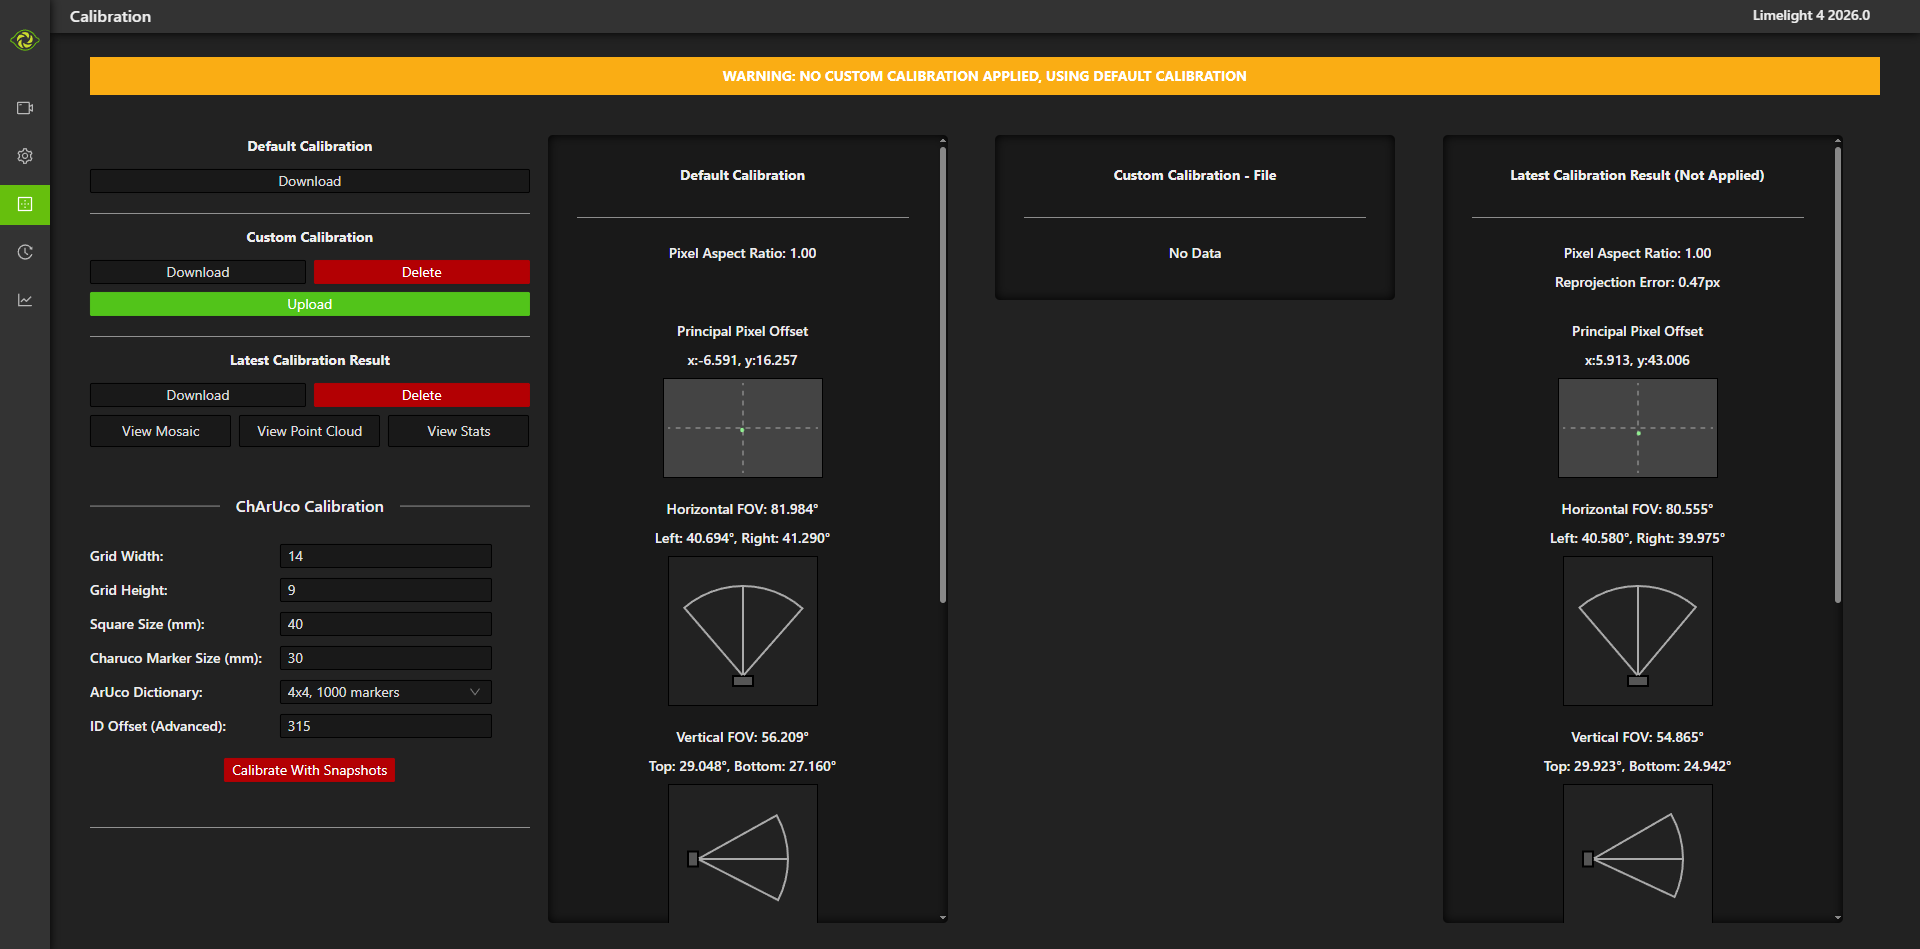 Calibration
Limelight 4 2026.0
WARNING: NO CUSTOM CALIBRATION APPLIED, USING DEFAULT CALIBRATION
Default Calibration
Download
Custom Calibration
Download
Delete
Upload
Latest Calibration Result
Download
Delete
View Mosaic
View Point Cloud
View Stats
ChArUco Calibration
Grid Width:
14
Grid Height:
9
Square Size (mm):
40
Charuco Marker Size (mm):
30
ArUco Dictionary:
4x4, 1000 markers
ID Offset (Advanced):
315
Calibrate With Snapshots
Default Calibration
Pixel Aspect Ratio: 1.00
Principal Pixel Offset
x:-6.591, y:16.257
Horizontal FOV: 81.984°
Left: 40.694°, Right: 41.290°
Vertical FOV: 56.209°
Top: 29.048°, Bottom: 27.160°
Custom Calibration - File
No Data
Latest Calibration Result (Not Applied)
Pixel Aspect Ratio: 1.00
Reprojection Error: 0.47px
Principal Pixel Offset
x:5.913, y:43.006
Horizontal FOV: 80.555°
Left: 40.580°, Right: 39.975°
Vertical FOV: 54.865°
Top: 29.923°, Bottom: 24.942°